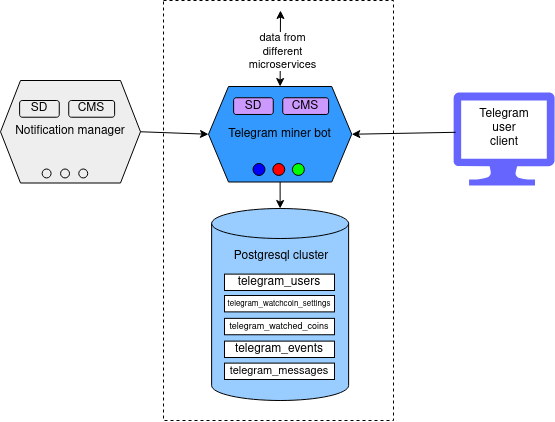 data from
different
microservices
SD
CMS
Notification manager
SD
CMS
Telegram miner bot
Telegram
user
client
Postgresql cluster
telegram_users
telegram_watchcoin_settings
telegram_watched_coins
telegram_events
telegram_messages